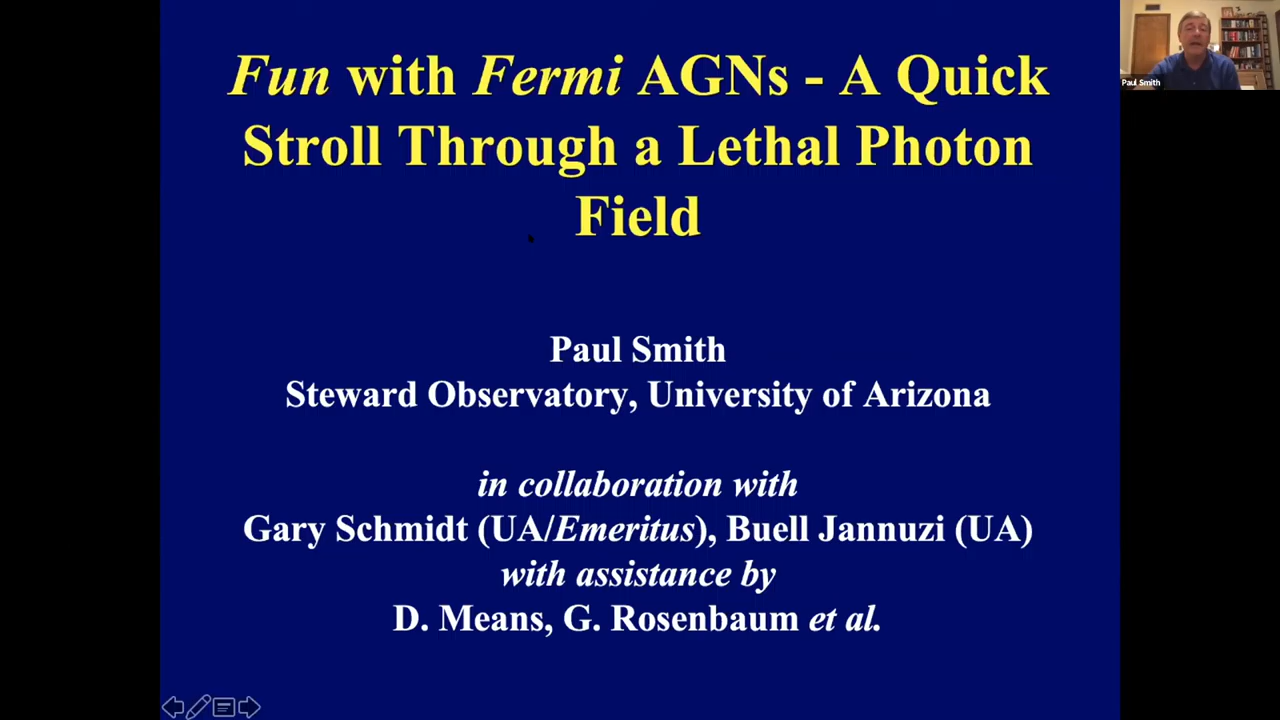 Fun with Fermi AGNs - A Quick
Stroll Through a Lethal Photon
Field
Paul Smith
Steward Observatory, University of Arizona
in collaboration with
Gary Schmidt (UA/Emeritus), Buell Jannuzi (UA)
with assistance by
D. Means, G. Rosenbaum et al.
Paul Smith